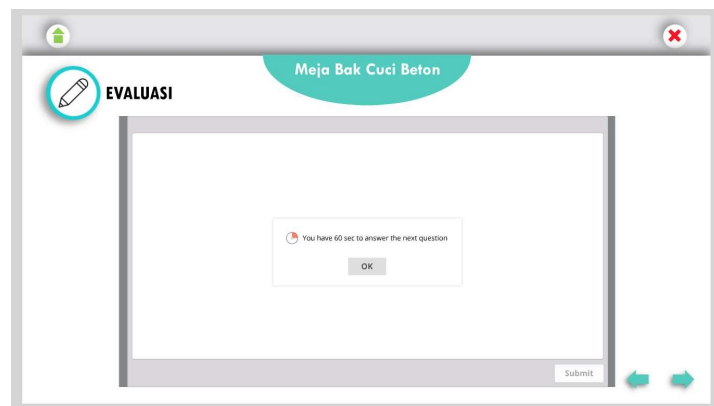 Meja Bak Cuci Beton
EVALUASI
You have 60 sec to answer the next question
OK
Submit